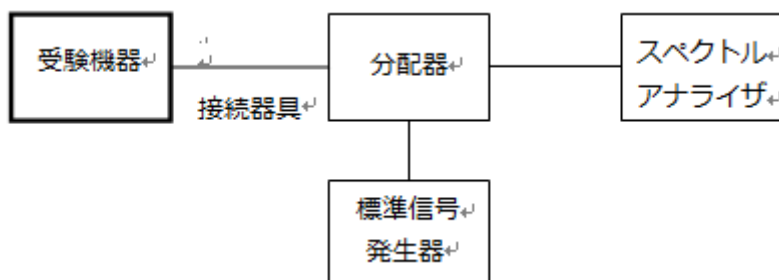 受験機器↵
接続器具↵
分配器↵
スペクトル↵
アナライザ↵
標準信号↵
発生器↵